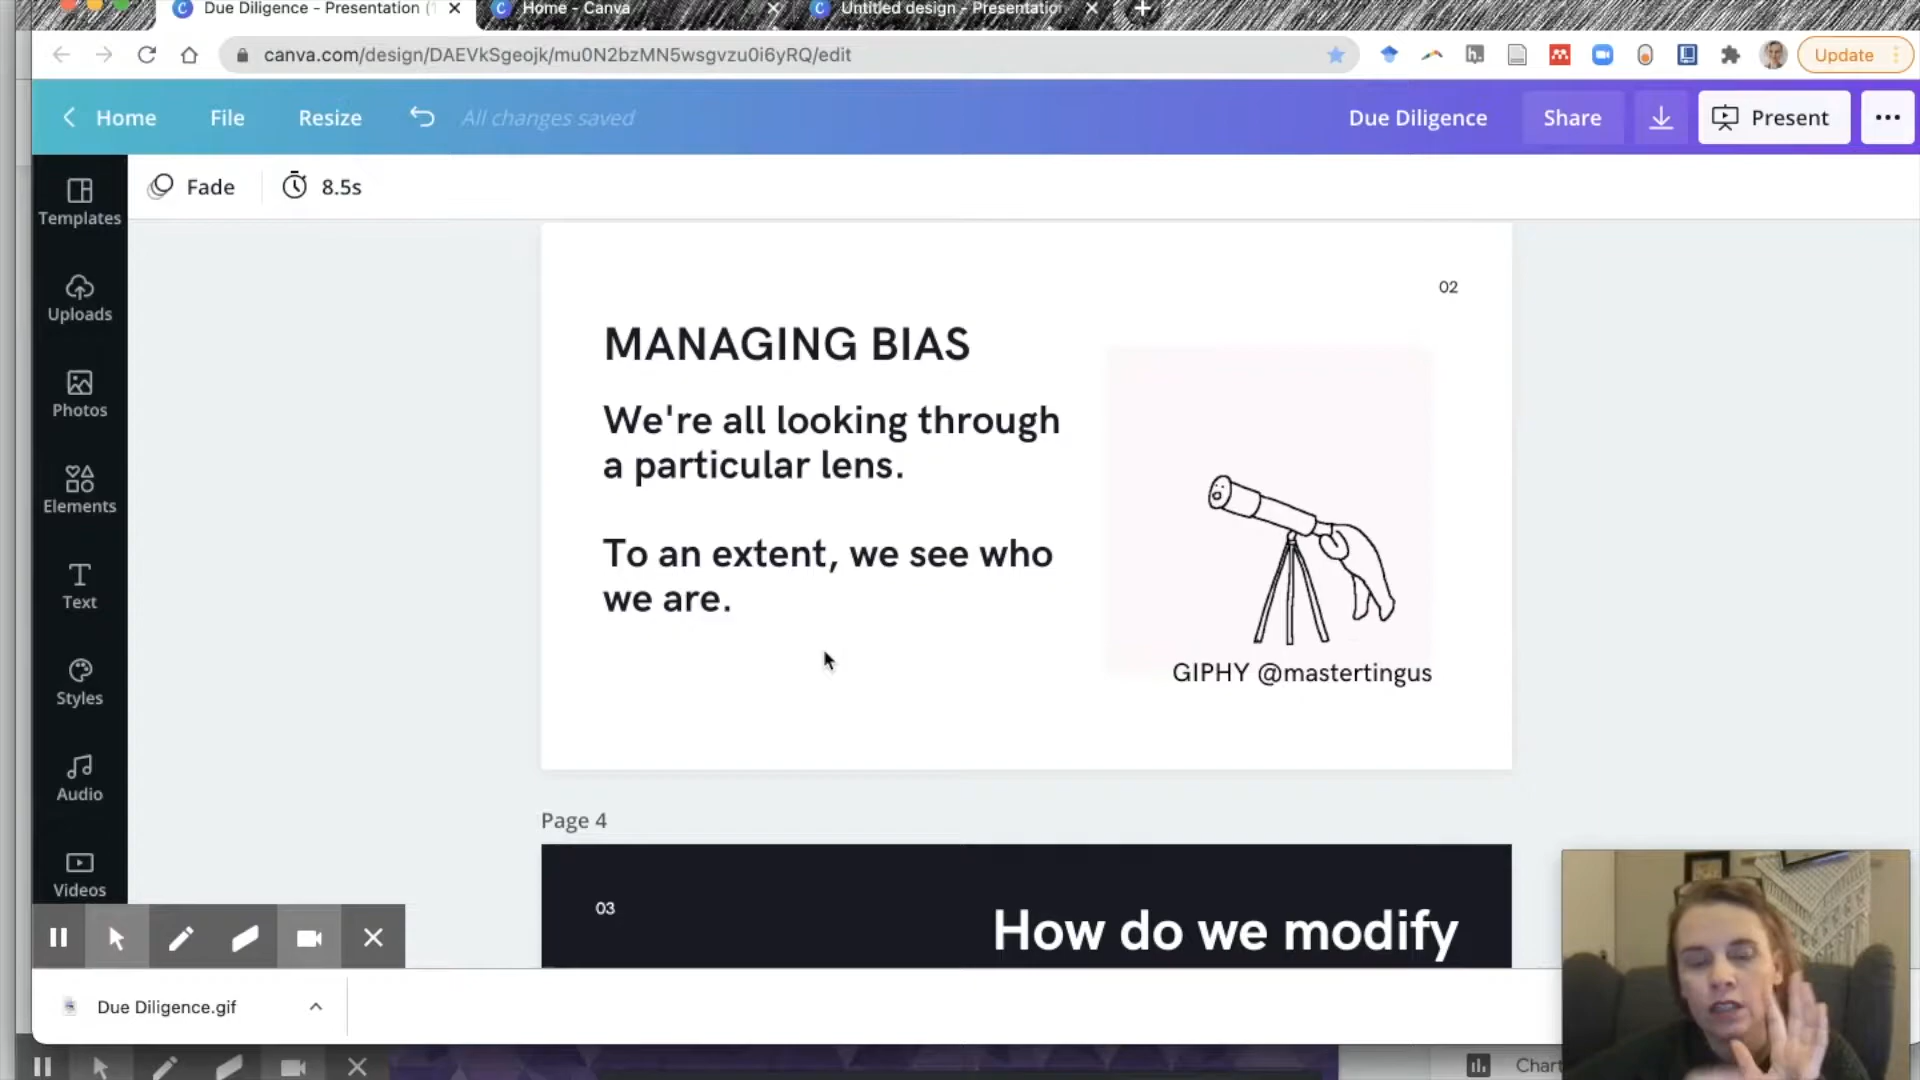 Due Diligence - Presentation (1
Home - Canva
Untitled design - Presentation
canva.com/design/DAEVkSgeojk/mu0N2bzMN5wsgvzu0i6yRQ/edit
Update
Home
File
Resize
All changes saved
Due Diligence
Share
Present
Templates
Fade
8.5s
Uploads
Photos
Elements
Text
Styles
Audio
Videos
02
MANAGING BIAS
We're all looking through
a particular lens.
To an extent, we see who
we are.
GIPHY @mastertingus
Page 4
03
How do we modify
Due Diligence.gif
Chart